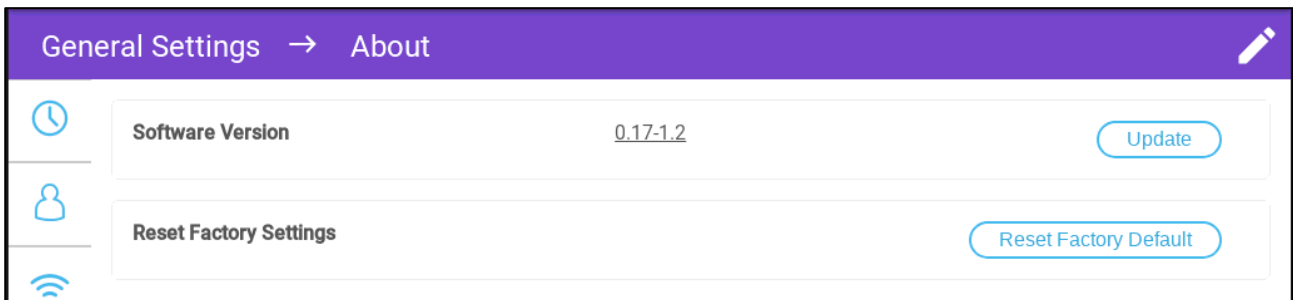 General Settings → About
Software Version 0.17-1.2 Update
Reset Factory Settings Reset Factory Default